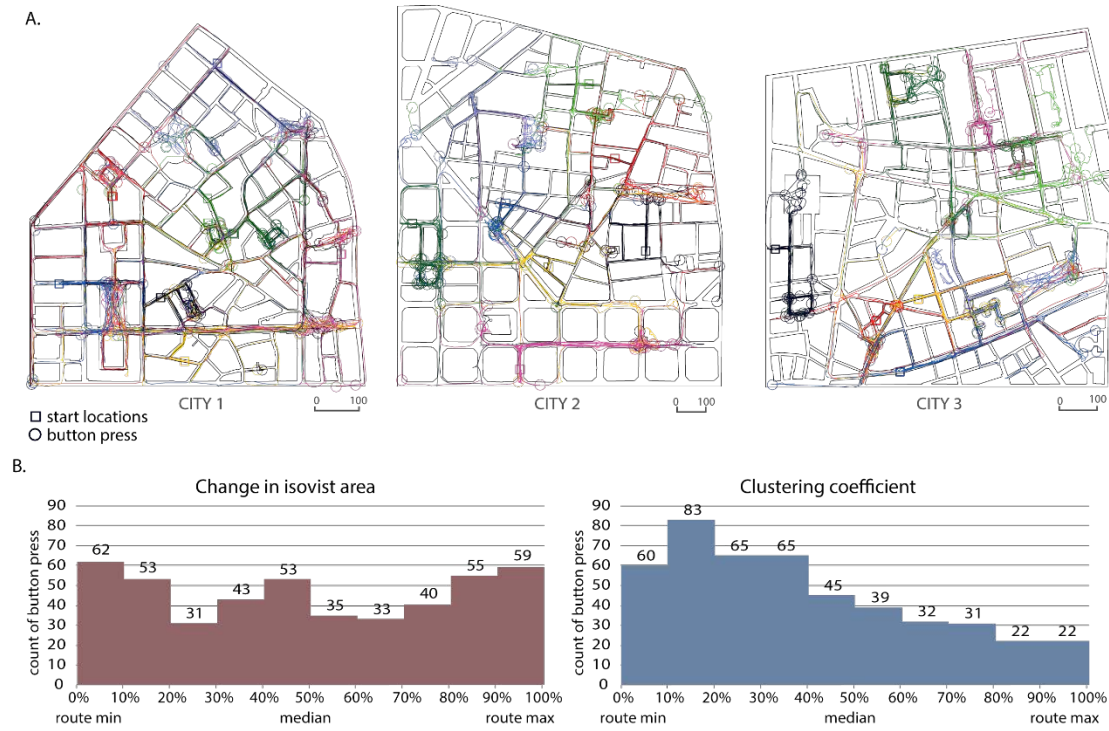 A.
CITY 1
0 100
CITY 2
0 100
CITY 3
0 100
start locations
button press
B.
Change in isovist area
count of button press
90
80
70
60
50
40
30
20
10
0
62
53
31
43
53
35
33
40
55
59
0% 10% 20% 30% 40% 50% 60% 70% 80% 90% 100%
route min median route max
Clustering coefficient
count of button press
90
80
70
60
50
40
30
20
10
0
60
83
65
65
45
39
32
31
22
22
0% 10% 20% 30% 40% 50% 60% 70% 80% 90% 100%
route min median route max